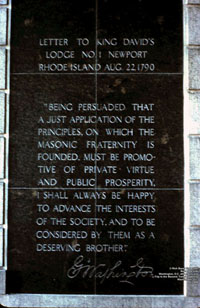 LETTER TO KING DAVID'S
LODGE NO. 1 NEWPORT
RHODE ISLAND AUG. 22 1790
"BEING PERSUADED THAT
A JUST APPLICATION OF THE
PRINCIPLES, ON WHICH THE
MASONIC FRATERNITY IS
FOUNDED, MUST BE PROMO-
TIVE OF PRIVATE VIRTUE
AND PUBLIC PROSPERITY,
I SHALL ALWAYS BE HAPPY
TO ADVANCE THE INTERESTS
OF THE SOCIETY, AND TO BE
CONSIDERED BY THEM AS A
DESERVING BROTHER."
G Washington